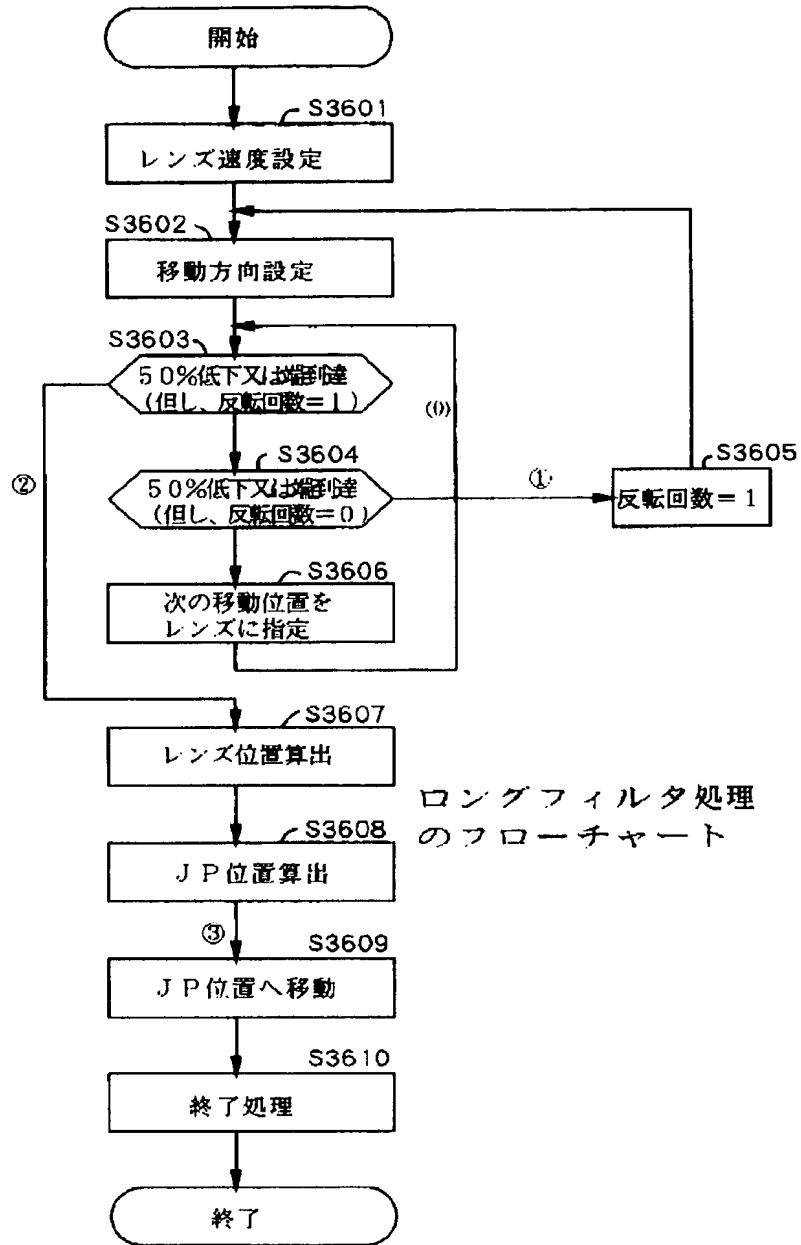 開始
S3601
レンズ速度設定
S3602
移動方向設定
S3603
50%低下又は端到達
(但し、反転回数=1)
(0)
S3604
50%低下又は端到達
(但し、反転回数=0)
①
S3605
反転回数=1
②
S3606
次の移動位置を
レンズに指定
S3607
レンズ位置算出
ロングフィルタ処理
のフローチャート
S3608
JP位置算出
③
S3609
JP位置へ移動
S3610
終了処理
終了